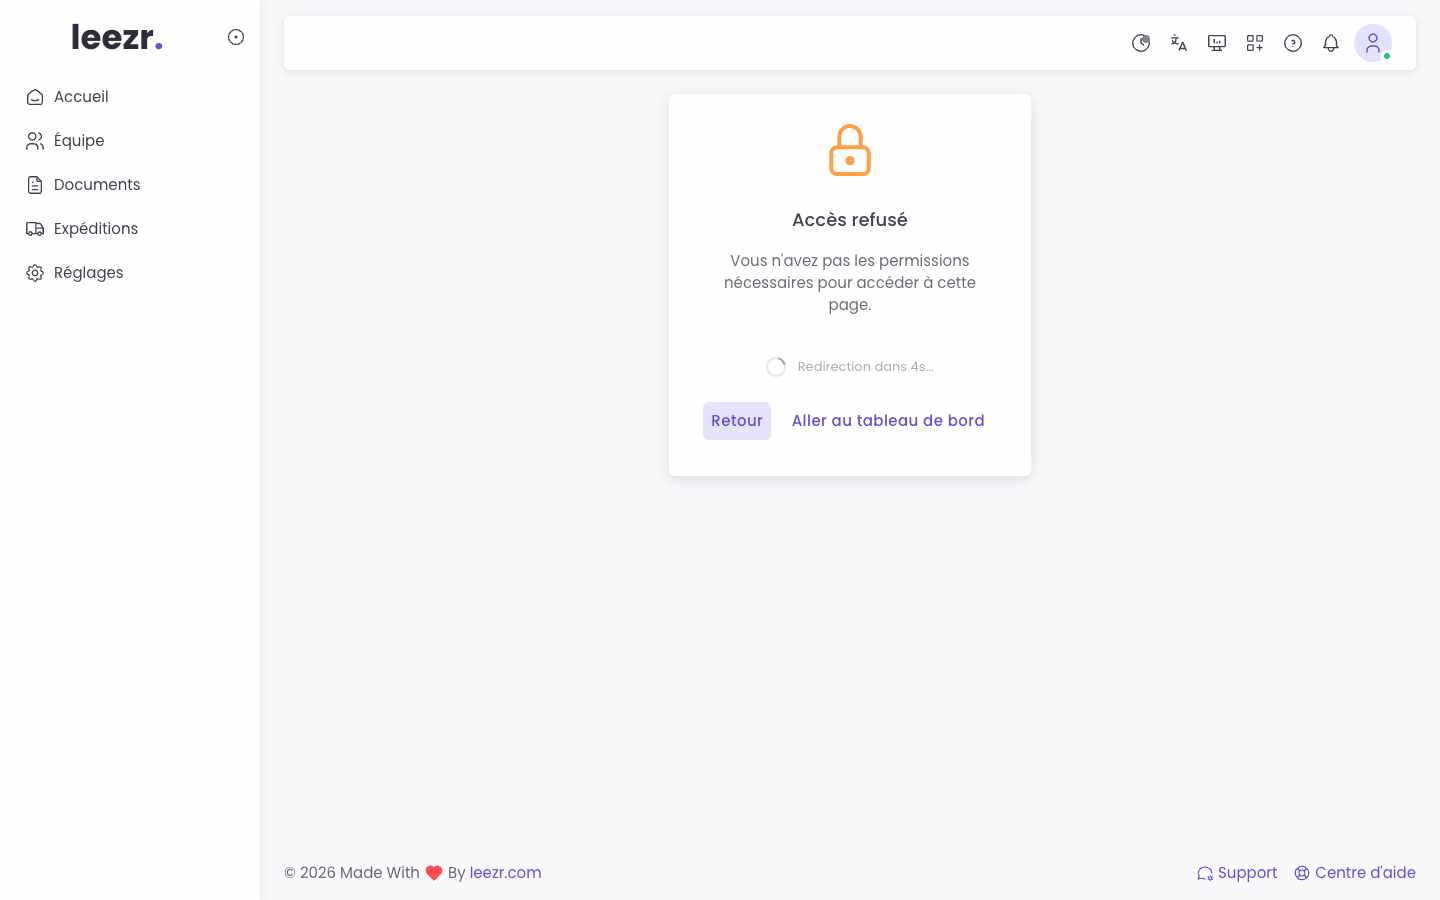 leezr.
Accueil
Équipe
Documents
Expéditions
Réglages
Accès refusé
Vous n'avez pas les permissions
nécessaires pour accéder à cette
page.
Redirection dans 4s...
Retour
Aller au tableau de bord
© 2026 Made With By leezr.com
Support
Centre d'aide